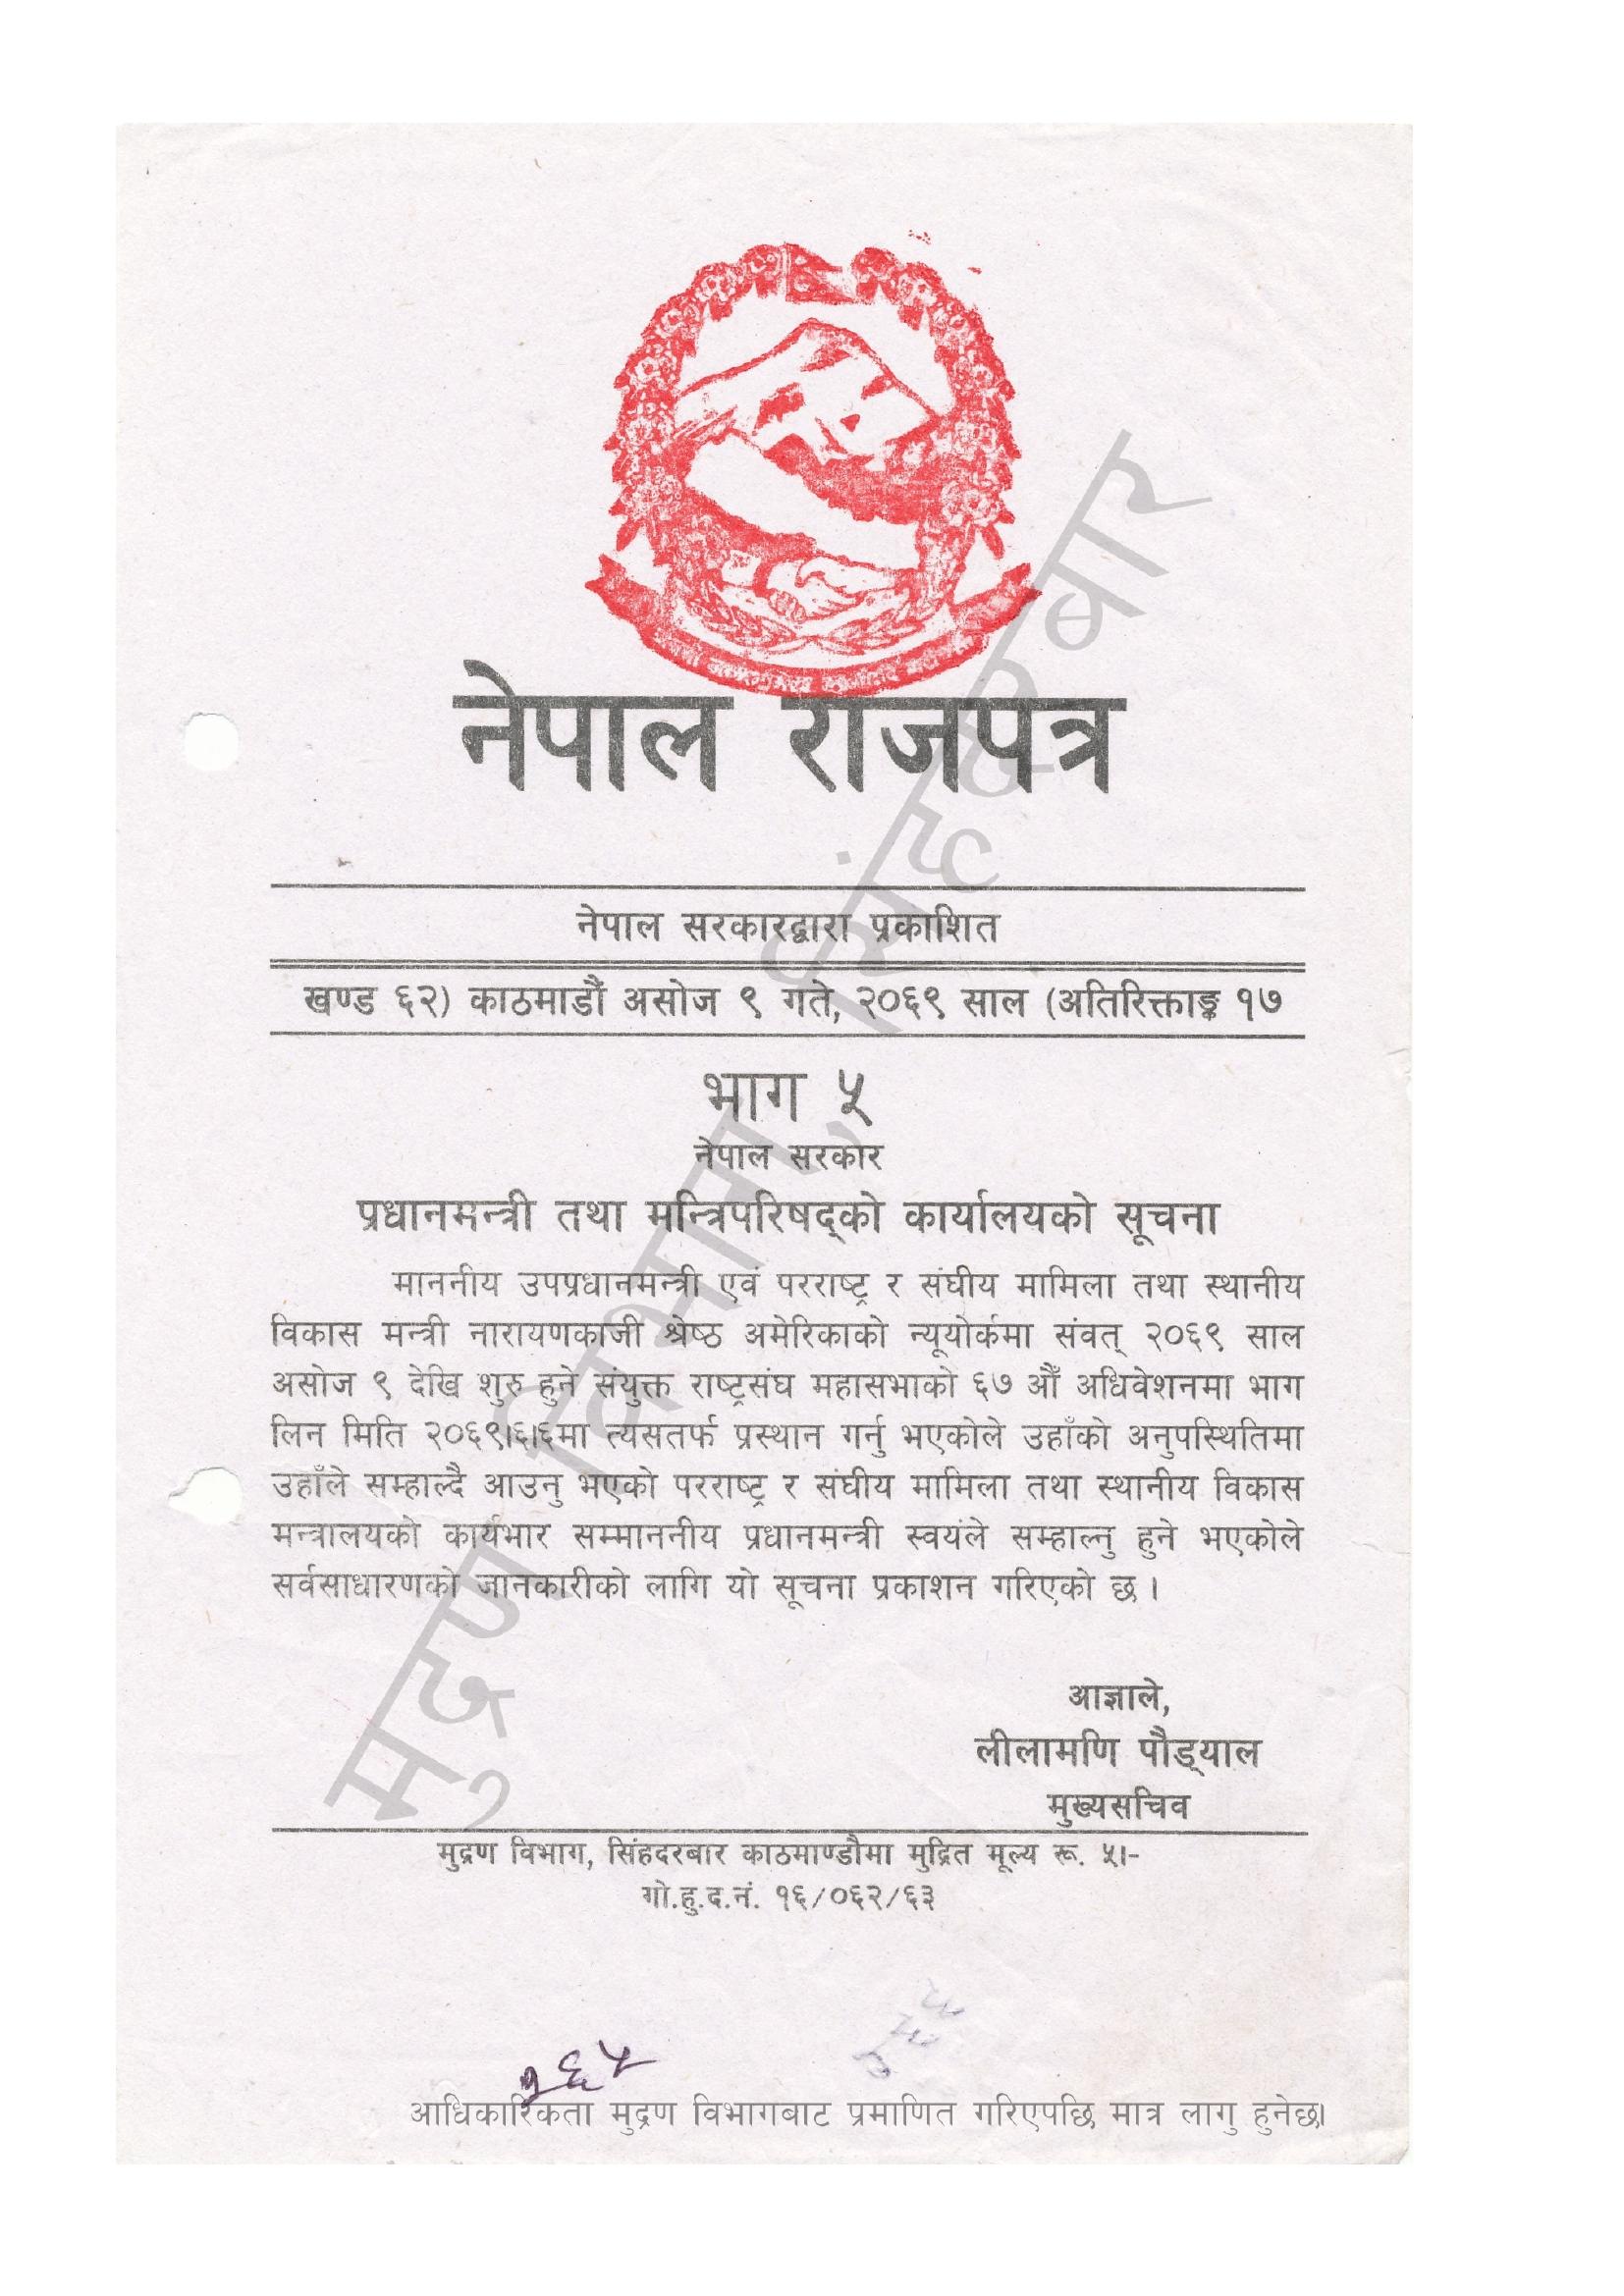 नेपाल राजपत्र
नेपाल सरकारद्वारा प्रकाशित
खण्ड ६२) काठमाडौं असोज ९ गते, २०६९ साल (अतिरिक्ताङ्क १७
भाग ५
नेपाल सरकार
प्रधानमन्त्री तथा मन्त्रिपरिषद्को कार्यालयको सूचना
माननीय उपप्रधानमन्त्री एवं परराष्ट्र र संघीय मामिला तथा स्थानीय
विकास मन्त्री नारायणकाजी श्रेष्ठ अमेरिकाको न्यूयोर्कमा संवत् २०६९ साल
असोज ९ देखि शुरु हुने संयुक्त राष्ट्रसंघ महासभाको ६७ औँ अधिवेशनमा भाग
लिन मिति २०६९।६।६मा त्यसतर्फ प्रस्थान गर्नु भएकोले उहाँको अनुपस्थितिमा
उहाँले सम्हाल्दै आउनु भएको परराष्ट्र र संघीय मामिला तथा स्थानीय विकास
मन्त्रालयको कार्यभार सम्माननीय प्रधानमन्त्री स्वयंले सम्हाल्नु हुने भएकोले
सर्वसाधारणको जानकारीको लागि यो सूचना प्रकाशन गरिएको छ ।
आज्ञाले,
लीलामणि पौड्याल
मुख्यसचिव
मुद्रण विभाग, सिंहदरबार काठमाण्डौमा मुद्रित मूल्य रू. ५।-
गो.हु.द.नं. १६/०६२/६३
आधिकारिकता मुद्रण विभागबाट प्रमाणित गरिएपछि मात्र लागु हुनेछ।
मुद्रण विभाग, सिंहदरबार